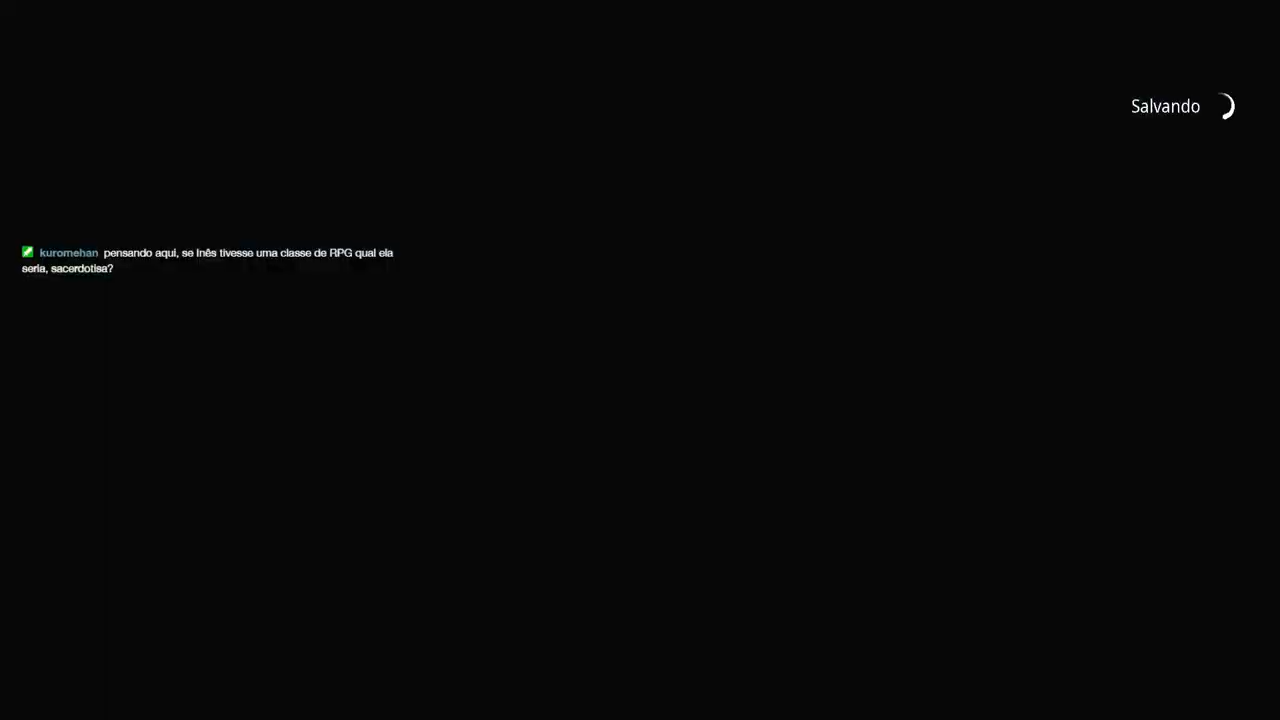 Salvando
kuromehan pensando aqui, se Inês tivesse uma classe de RPG qual ela
seria, sacerdotisa?